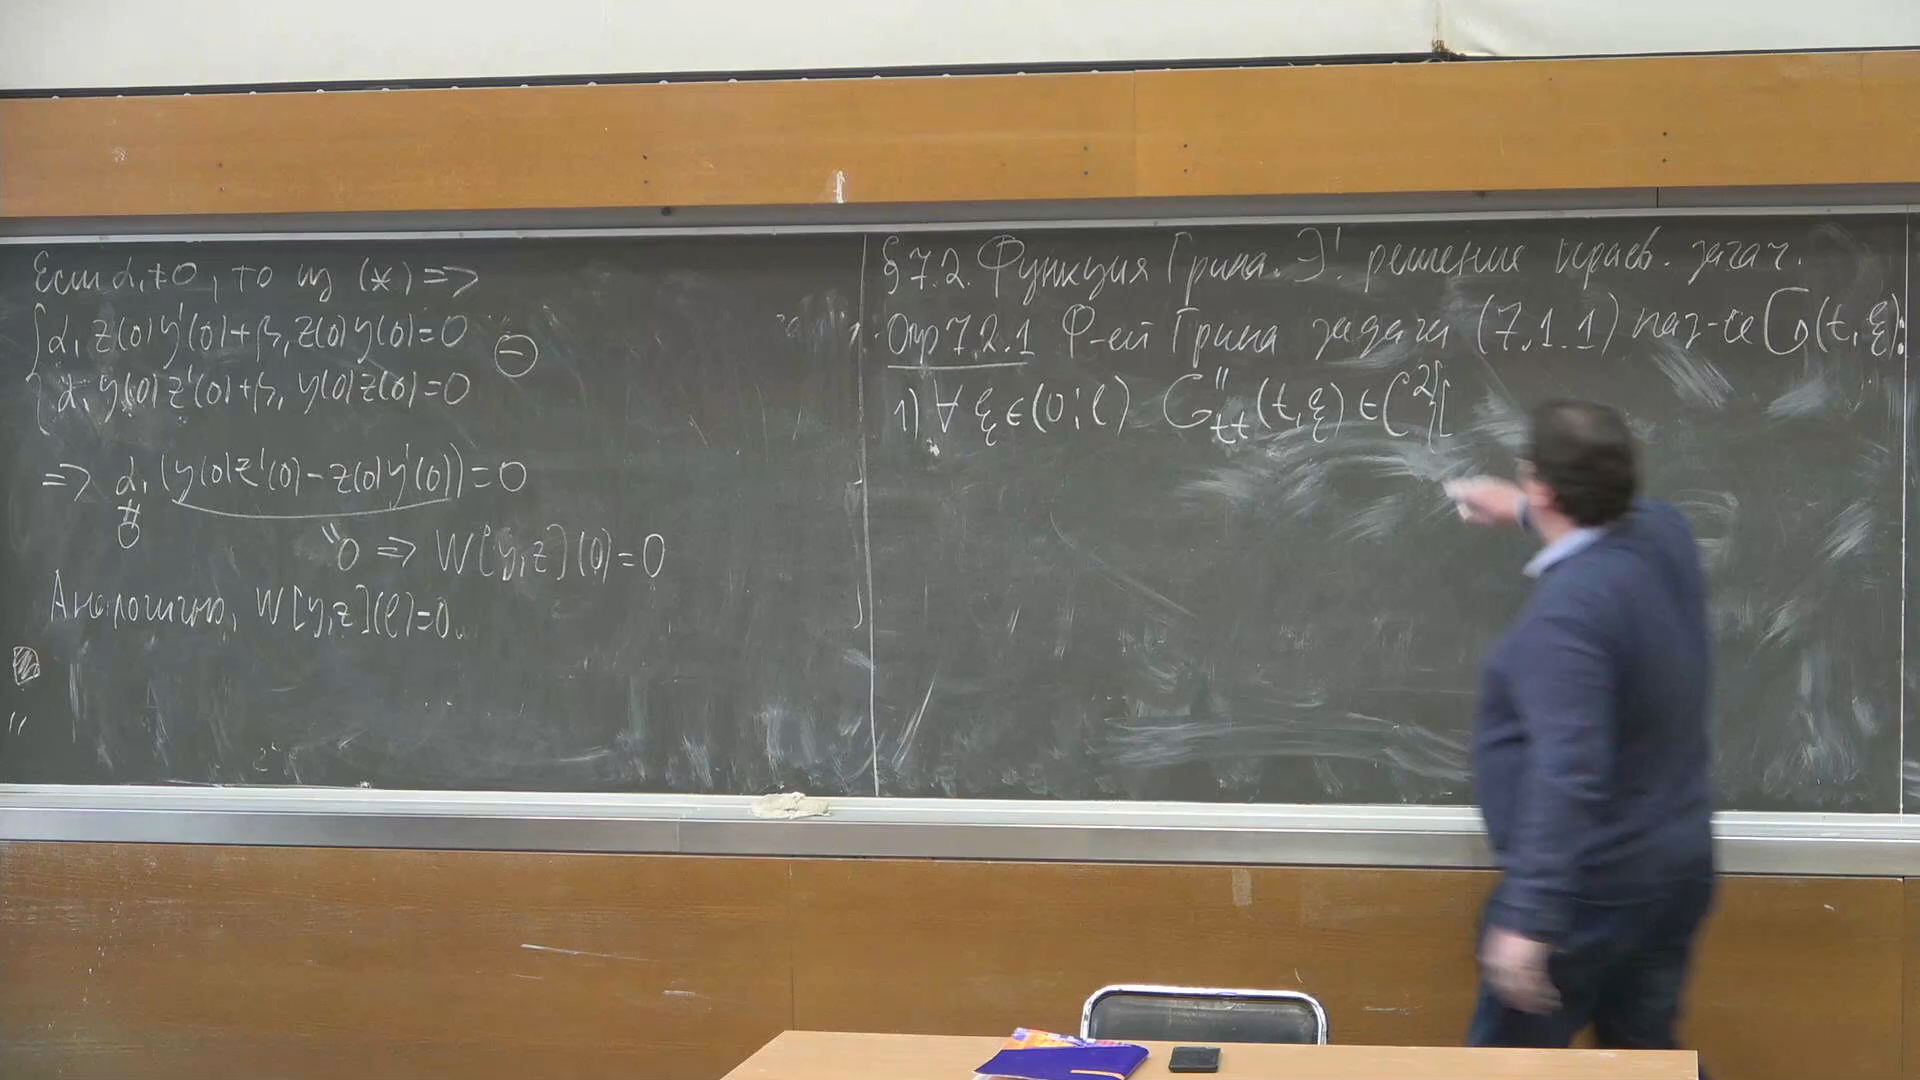 Если α₁≠0, то из (*) =>
{ α₁ z(0)y'(0)+β₁ z(0)y(0)=0
{ α₁ y(0)z'(0)+β₁ y(0)z(0)=0
⊖
=> α₁ (y(0)z'(0)-z(0)y'(0))=0
≠
0
"0 => W[y,z](0)=0
Аналогично, W[y,z](ℓ)=0.
§7.2. Функция Грина. ∃! решения краев. задач.
Опр 7.2.1 Ф-ей Грина задачи (7.1.1) наз-ся G(t,ξ):
1) ∀ ξ∈(0;ℓ) G''tt(t,ξ)∈C²[